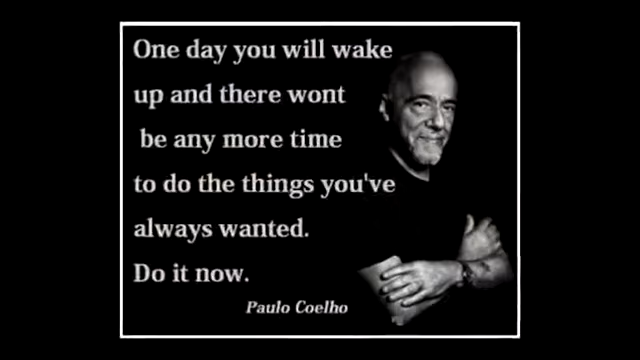 One day you will wake
up and there wont
be any more time
to do the things you've
always wanted.
Do it now.
Paulo Coelho